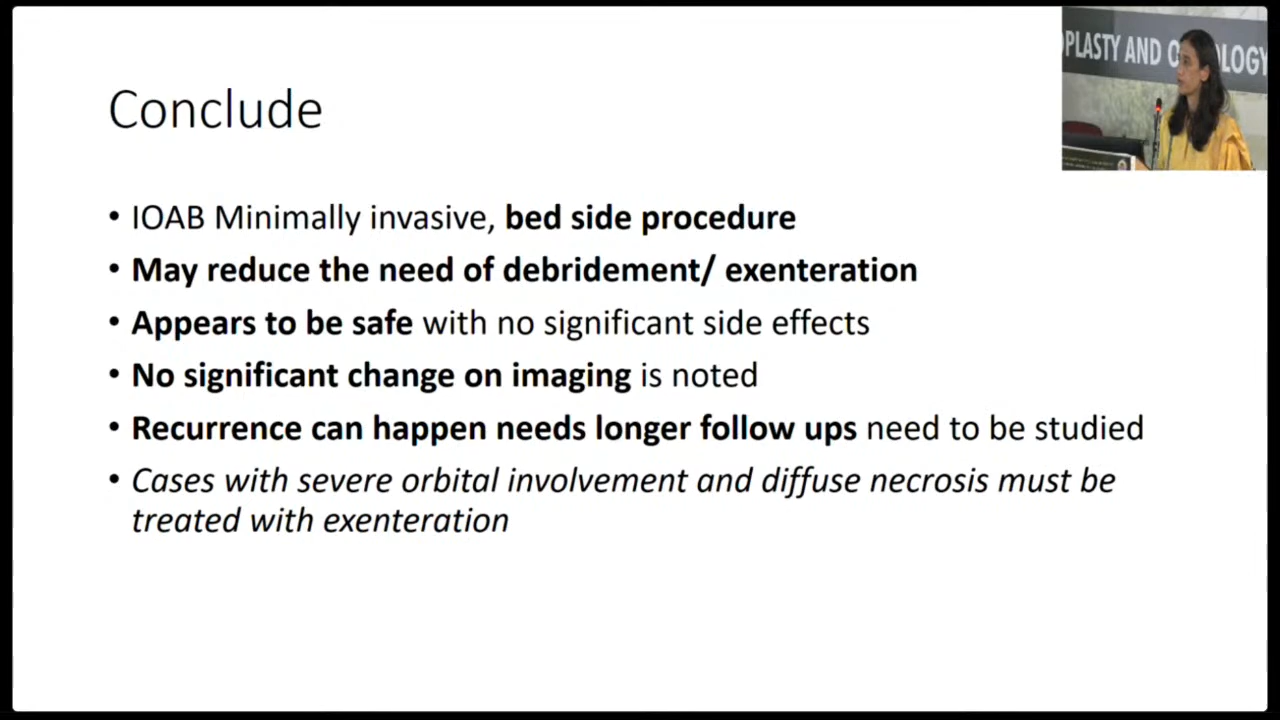 PLASTY AND
Conclude
• IOAB Minimally invasive, bed side procedure
• May reduce the need of debridement/ exenteration
• Appears to be safe with no significant side effects
• No significant change on imaging is noted
• Recurrence can happen needs longer follow ups need to be studied
• Cases with severe orbital involvement and diffuse necrosis must be
treated with exenteration